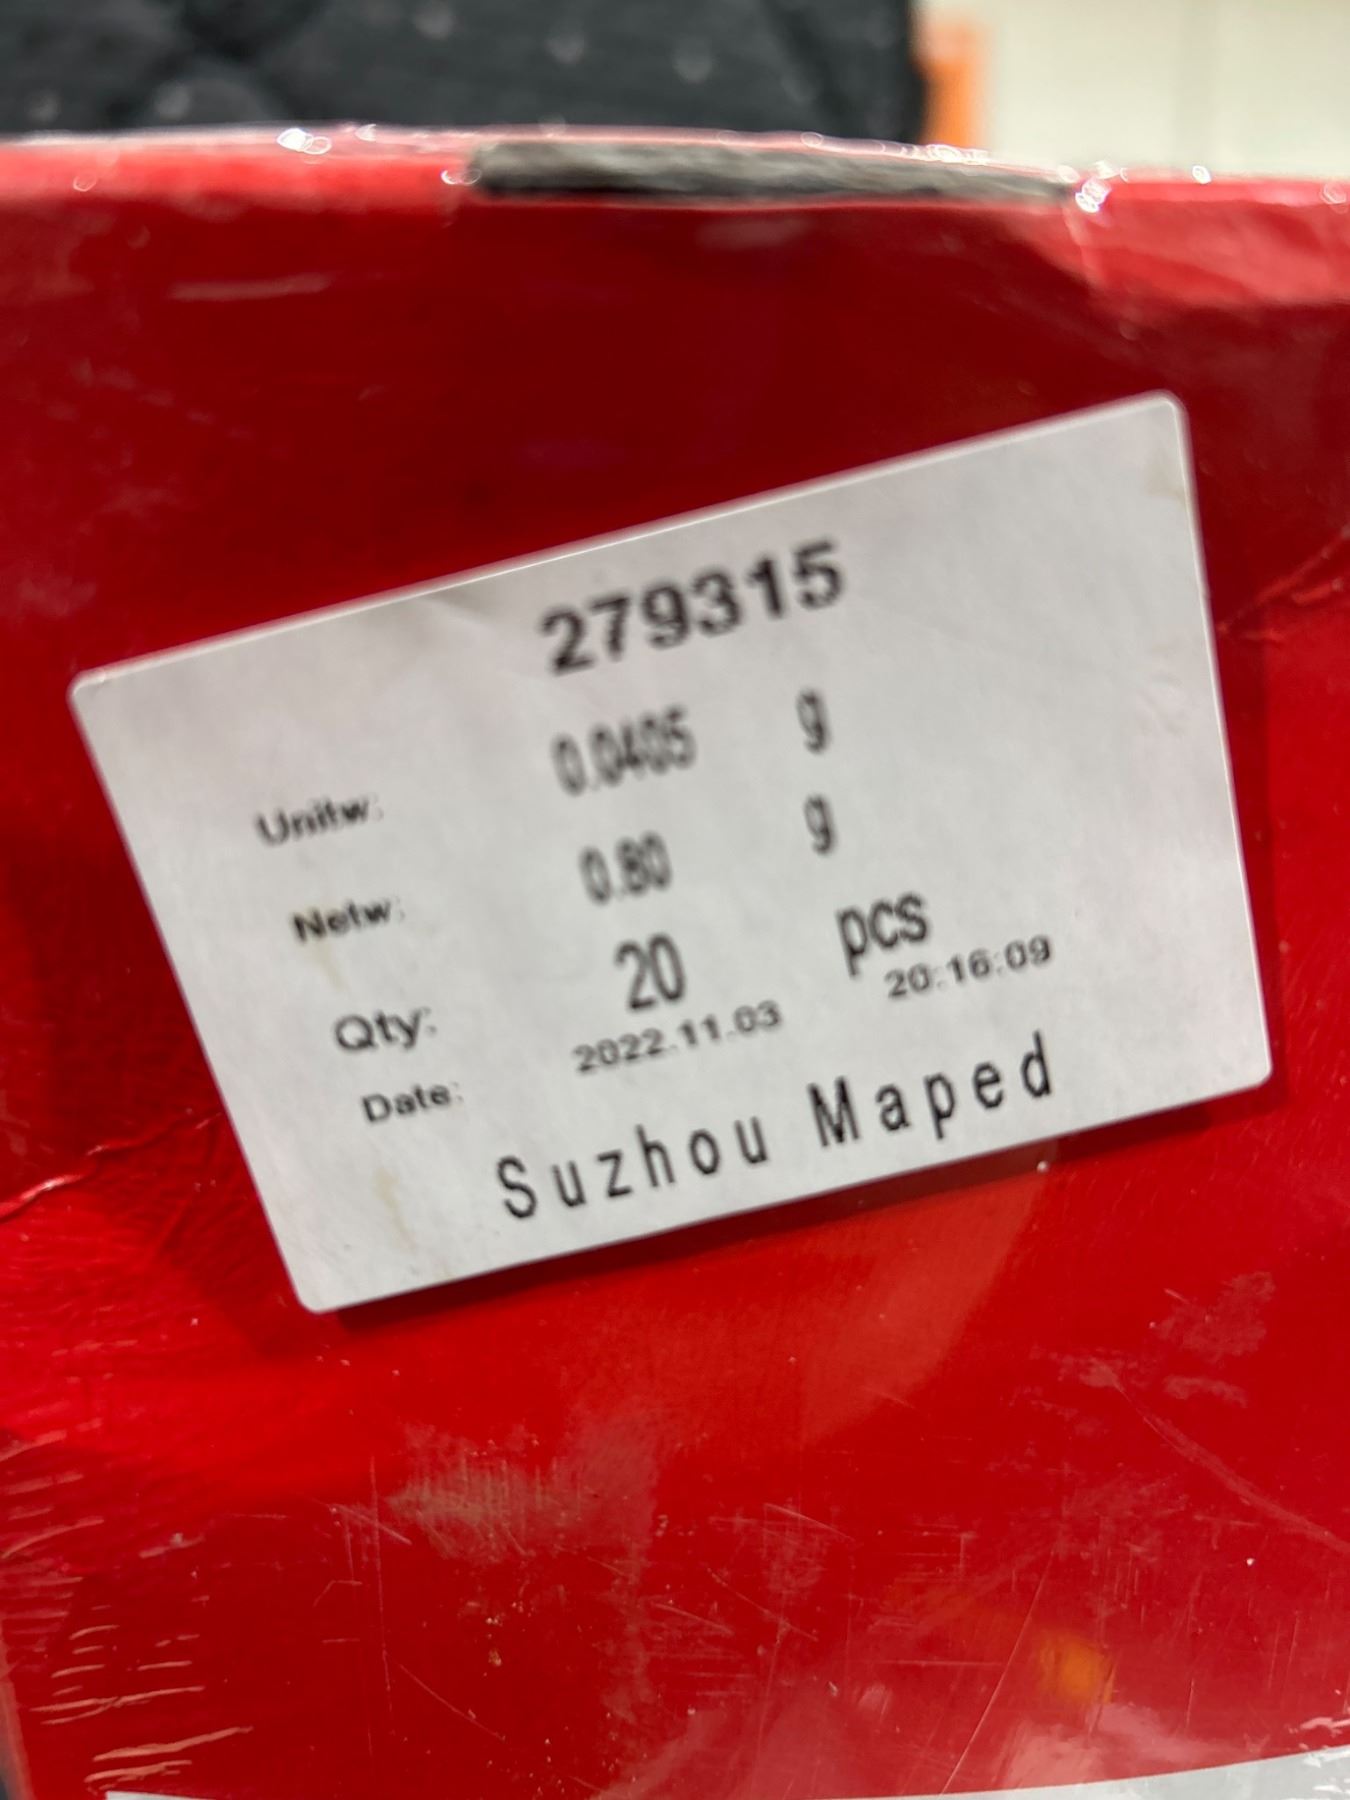 279315
Unitw: 0.0405 g
Netw: 0.80 g
Qty: 20 pcs
Date: 2022.11.03 20:16:09
Suzhou Maped